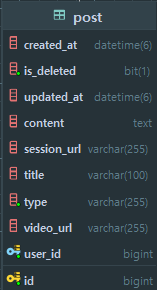 post
created_at datetime(6)
is_deleted bit(1)
updated_at datetime(6)
content text
session_url varchar(255)
title varchar(100)
type varchar(255)
video_url varchar(255)
user_id bigint
id bigint